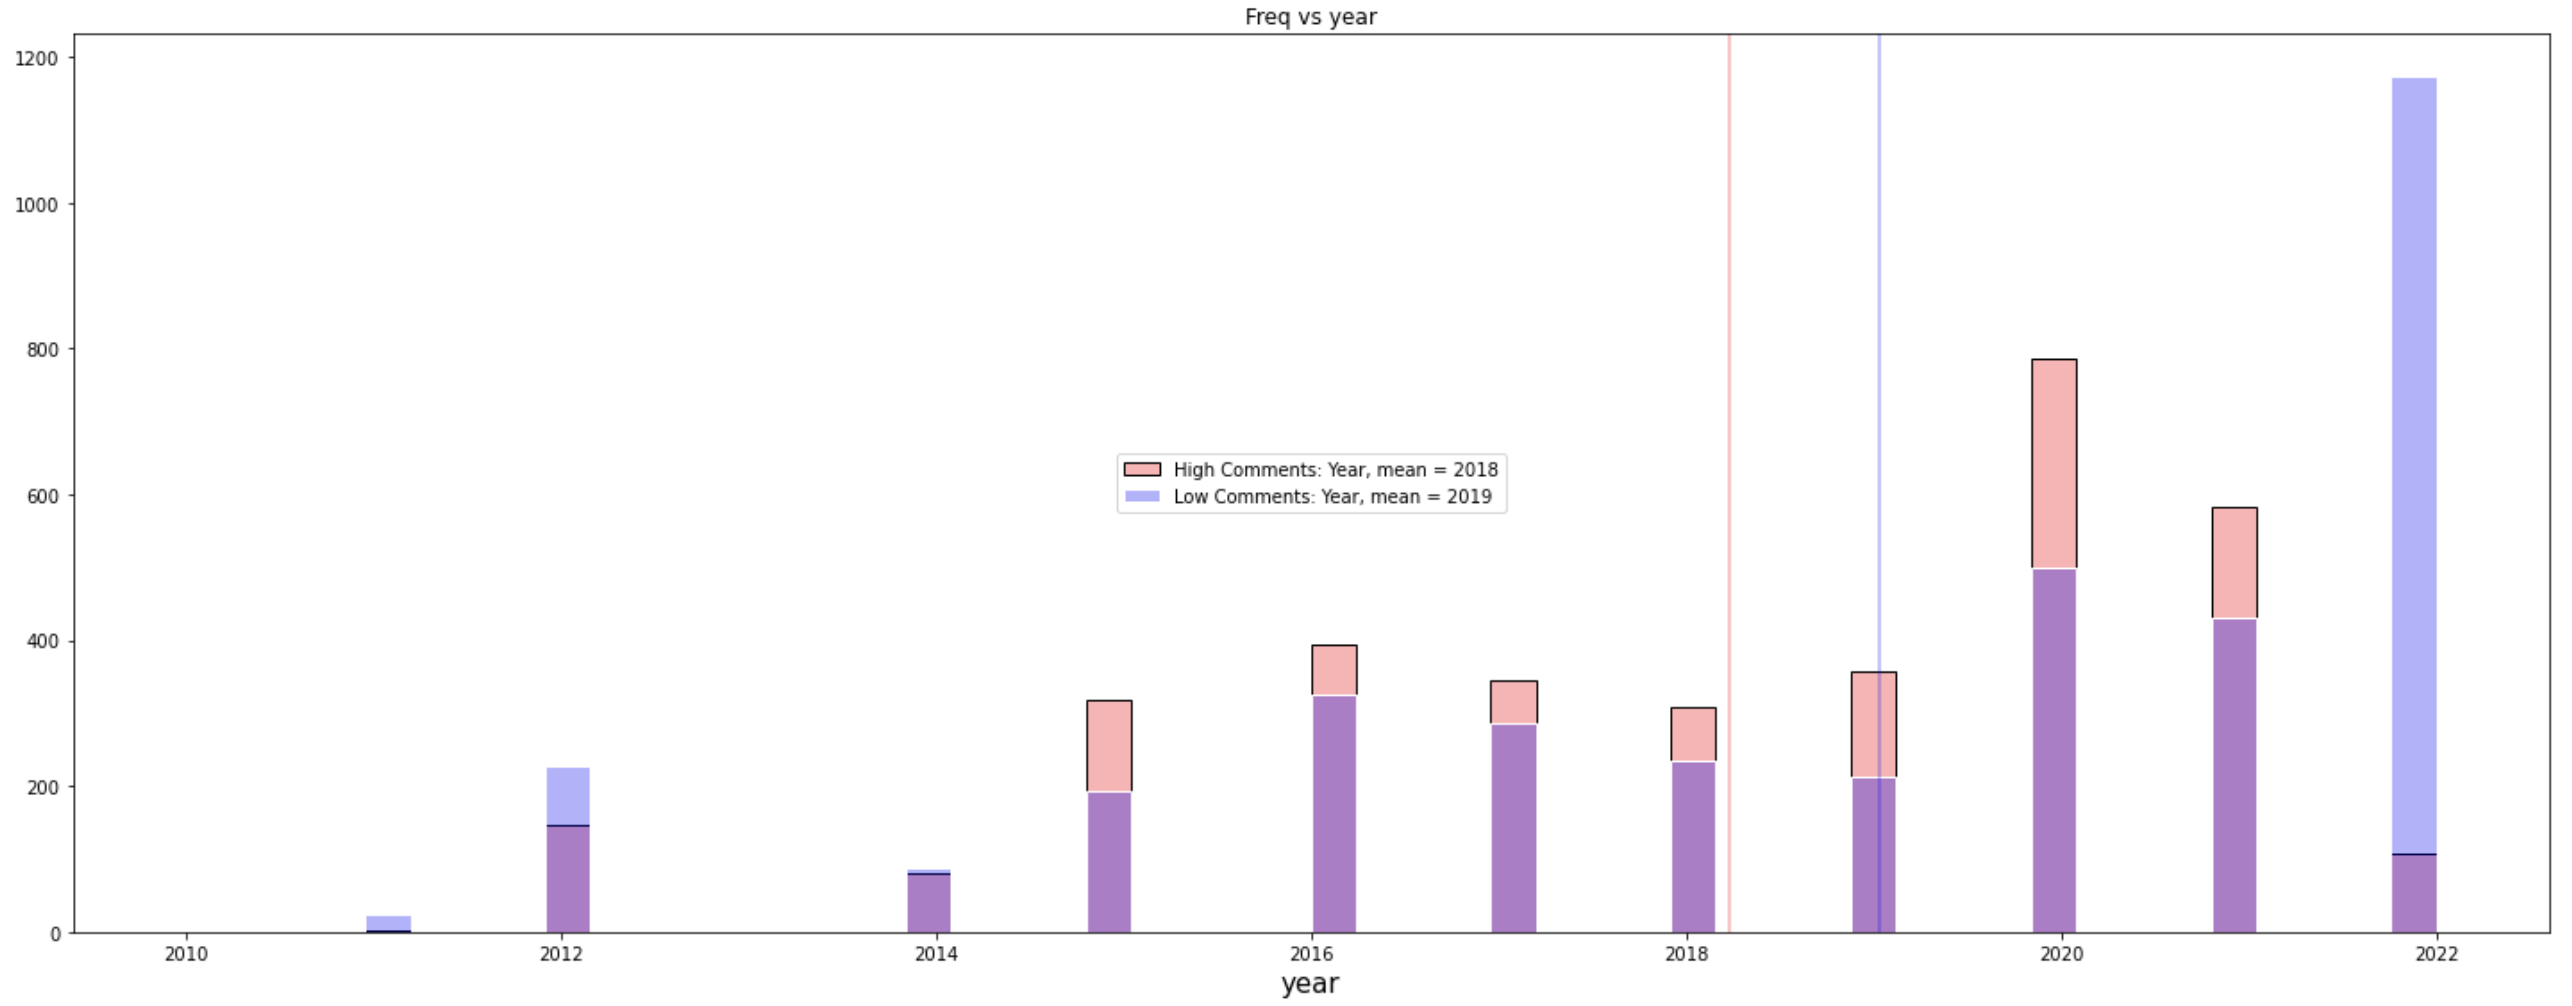 Freq vs year
1200
1000
800
600
400
200
0
High Comments: Year, mean = 2018
Low Comments: Year, mean = 2019
2010 2012 2014 2016 2018 2020 2022
year